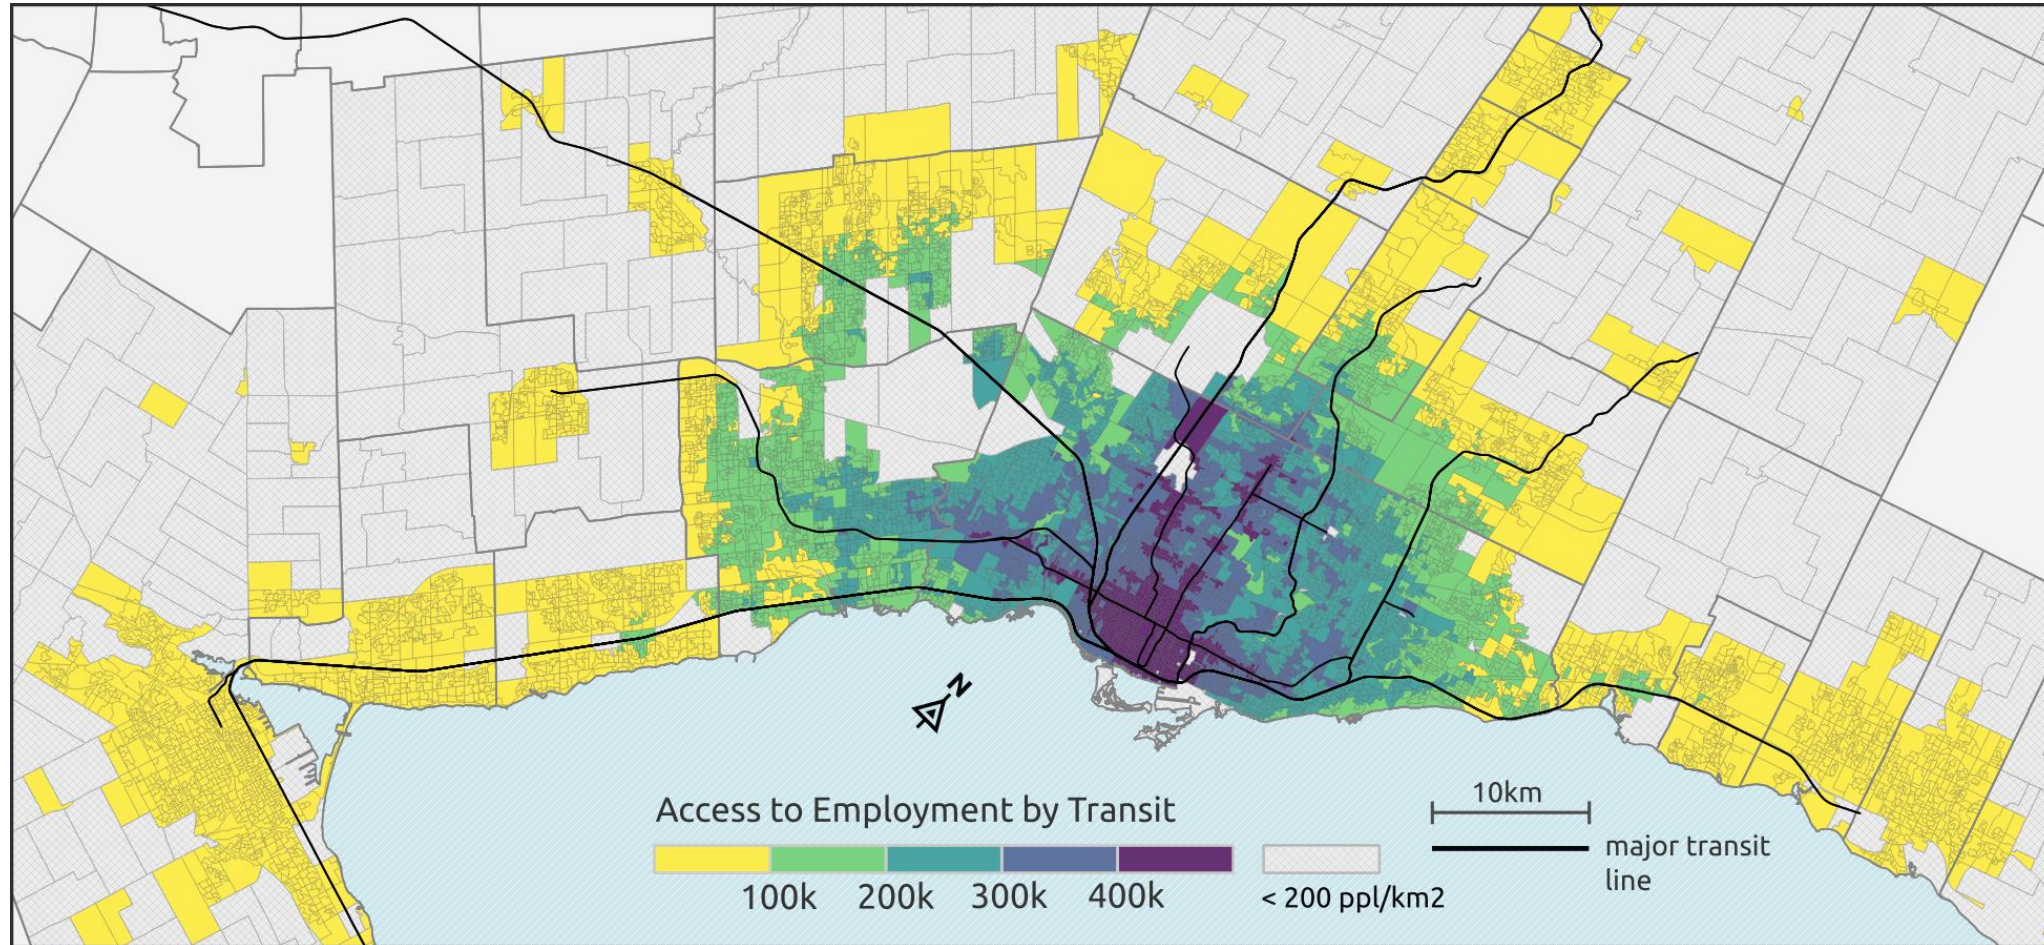 N
Access to Employment by Transit
100k 200k 300k 400k
< 200 ppl/km2
10km
major transit
line